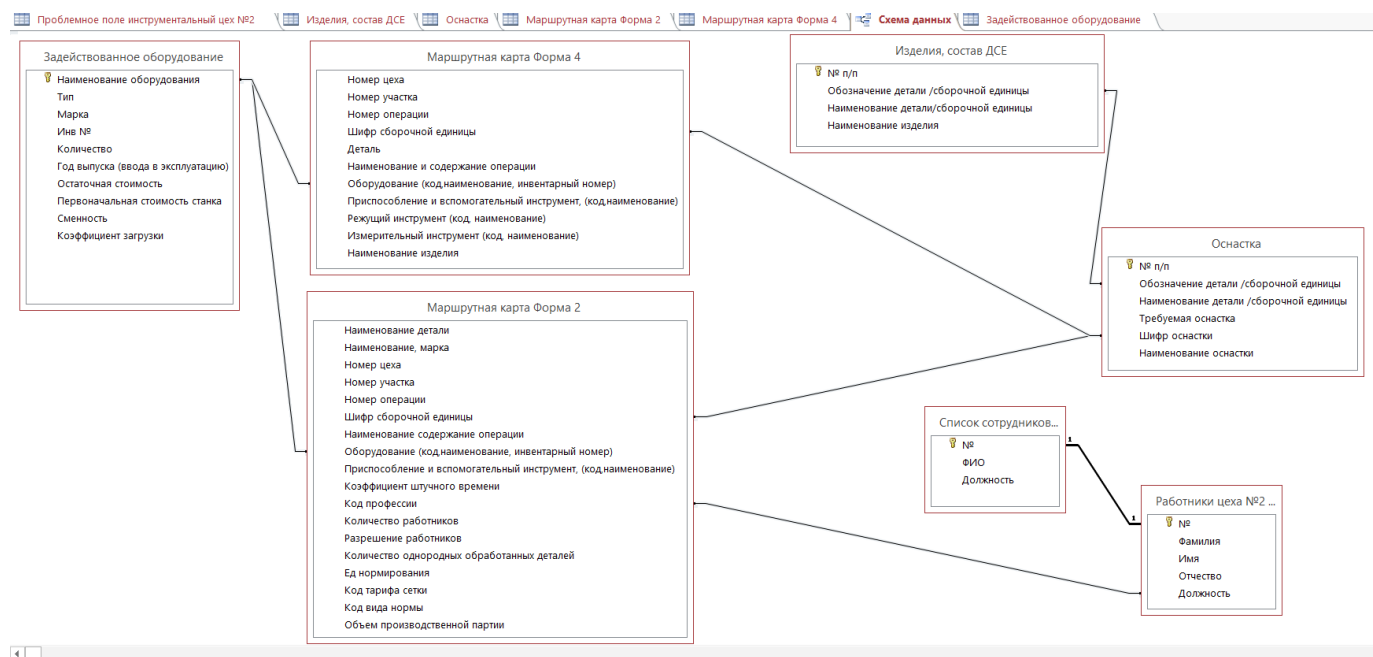 Проблемное поле инструментальный цех №2
Изделия, состав ДСЕ
Оснастка
Маршрутная карта Форма 2
Маршрутная карта Форма 4
Схема данных
Задействованное оборудование
Задействованное оборудование
Наименование оборудования
Тип
Марка
Инв №
Количество
Год выпуска (ввода в эксплуатацию)
Остаточная стоимость
Первоначальная стоимость станка
Сменность
Коэффициент загрузки
Маршрутная карта Форма 4
Номер цеха
Номер участка
Номер операции
Шифр сборочной единицы
Деталь
Наименование и содержание операции
Оборудование (код,наименование, инвентарный номер)
Приспособление и вспомогательный инструмент, (код,наименование)
Режущий инструмент (код, наименование)
Измерительный инструмент (код, наименование)
Наименование изделия
Изделия, состав ДСЕ
№ п/п
Обозначение детали /сборочной единицы
Наименование детали/сборочной единицы
Наименование изделия
Оснастка
№ п/п
Обозначение детали /сборочной единицы
Наименование детали /сборочной единицы
Требуемая оснастка
Шифр оснастки
Наименование оснастки
Маршрутная карта Форма 2
Наименование детали
Наименование, марка
Номер цеха
Номер участка
Номер операции
Шифр сборочной единицы
Наименование содержание операции
Оборудование (код,наименование, инвентарный номер)
Приспособление и вспомогательный инструмент, (код,наименование)
Коэффициент штучного времени
Код профессии
Количество работников
Разрешение работников
Количество однородных обработанных деталей
Ед нормирования
Код тарифа сетки
Код вида нормы
Объем производственной партии
Список сотрудников...
№
ФИО
Должность
1
1
Работники цеха №2 ...
№
Фамилия
Имя
Отчество
Должность